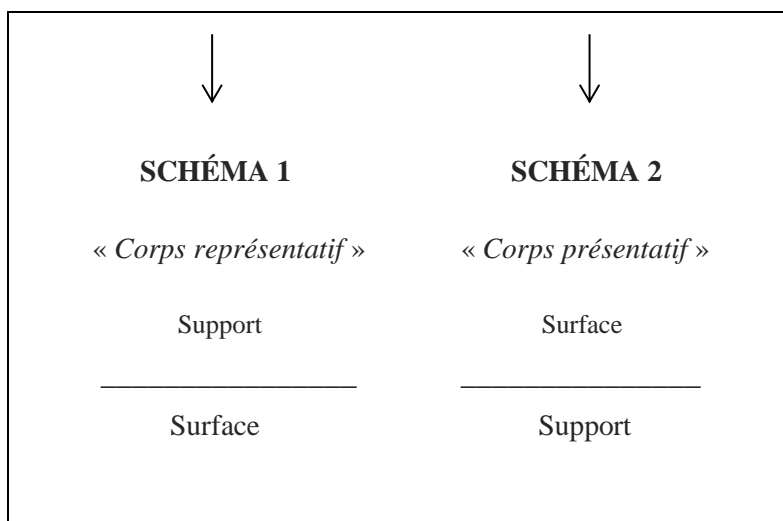 SCHÉMA 1
« Corps représentatif »
Support
Surface
SCHÉMA 2
« Corps présentatif »
Surface
Support